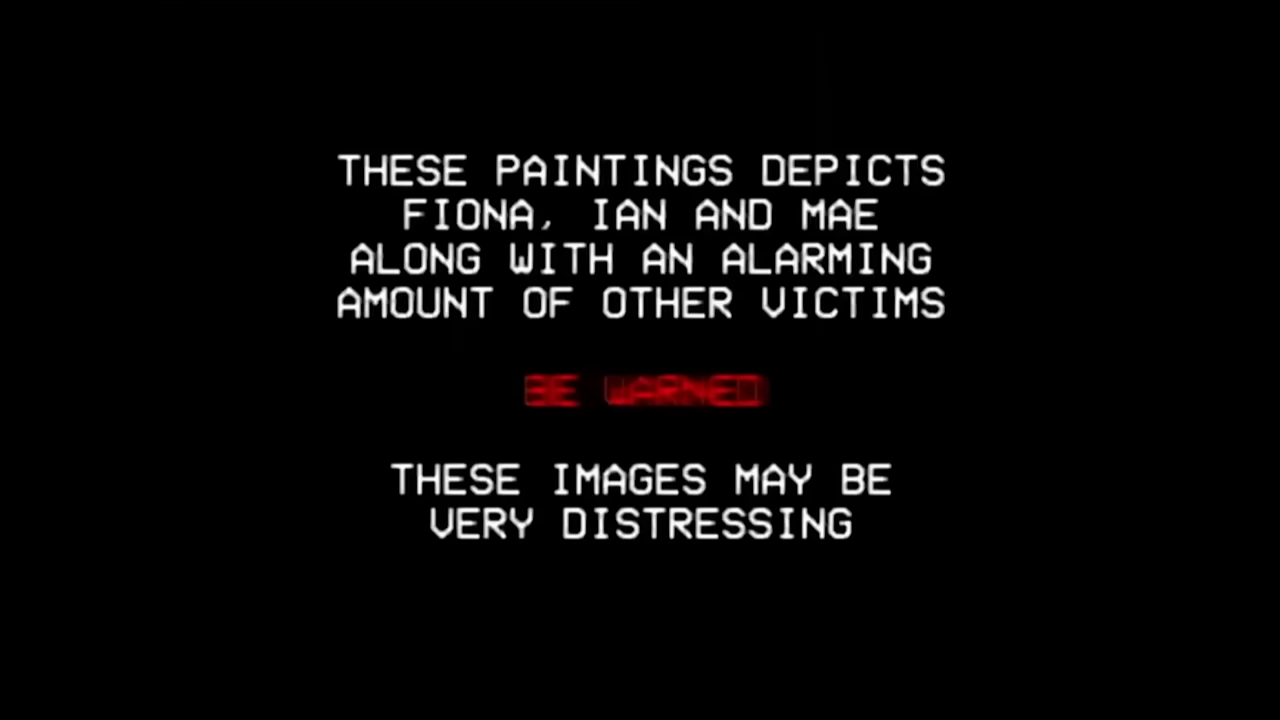 THESE PAINTINGS DEPICTS
FIONA, IAN AND MAE
ALONG WITH AN ALARMING
AMOUNT OF OTHER VICTIMS
BE WARNED
THESE IMAGES MAY BE
VERY DISTRESSING